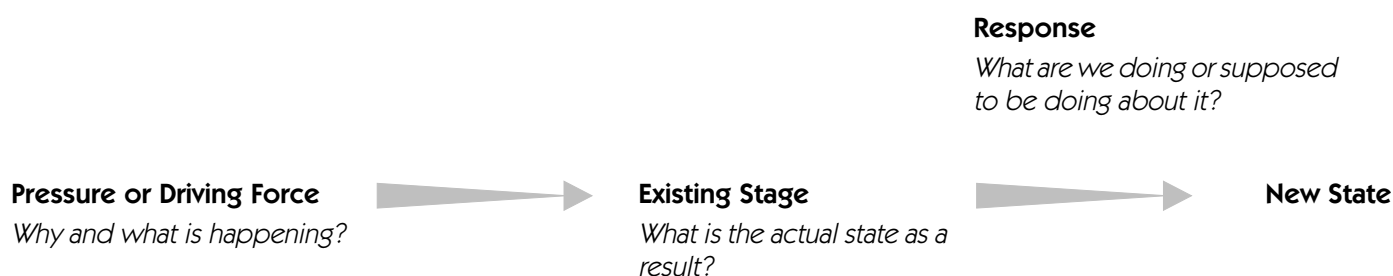 Response
What are we doing or supposed
to be doing about it?
Pressure or Driving Force
Why and what is happening?
Existing Stage
What is the actual state as a
result?
New State